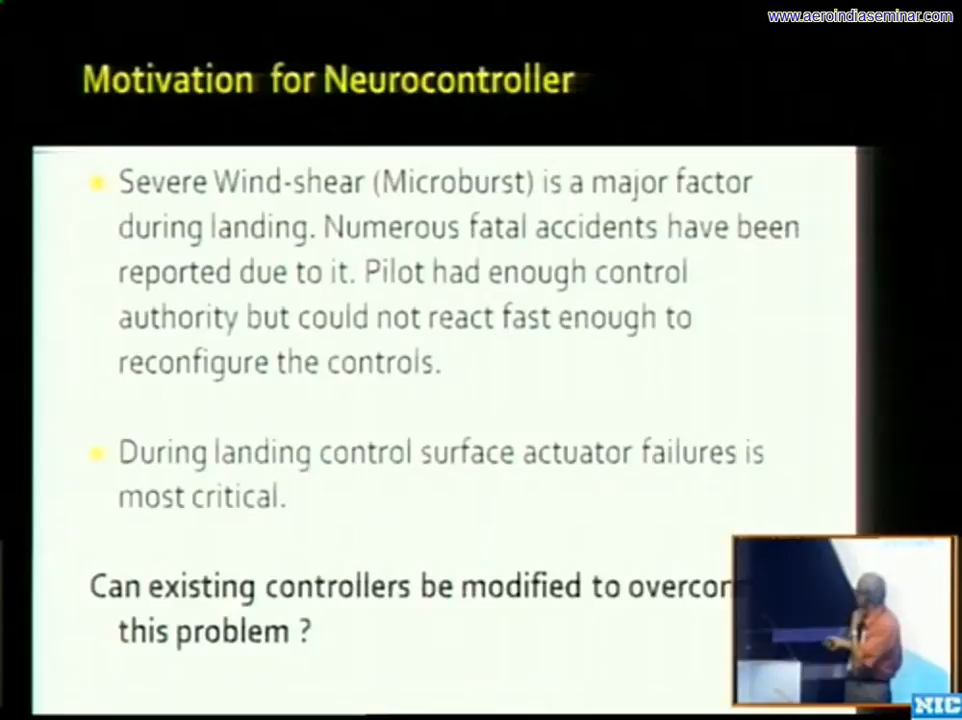 www.aeroindiaseminar.com
Motivation for Neurocontroller
Severe Wind-shear (Microburst) is a major factor
during landing. Numerous fatal accidents have been
reported due to it. Pilot had enough control
authority but could not react fast enough to
reconfigure the controls.
During landing control surface actuator failures is
most critical.
Can existing controllers be modified to overcom
this problem ?
NIC